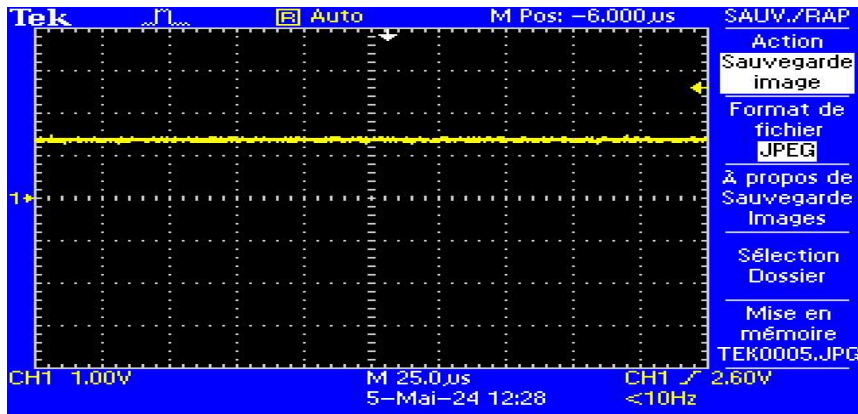 Tek
R Auto
M Pos: -6.000µs
SAUV./RAP
Action
Sauvegarde
image
Format de
fichier
JPEG
À propos de
Sauvegarde
Images
Sélection
Dossier
Mise en
mémoire
TEK0005.JPG
1
CH1 1.00V
M 25.0µs
CH1 2.60V
5-Mai-24 12:28
<10Hz